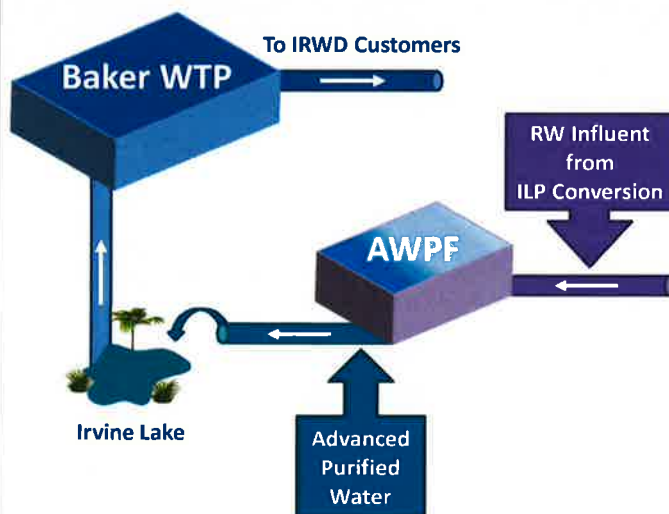 To IRWD Customers
Baker WTP
RW Influent
from
ILP Conversion
AWPF
Irvine Lake
Advanced
Purified
Water